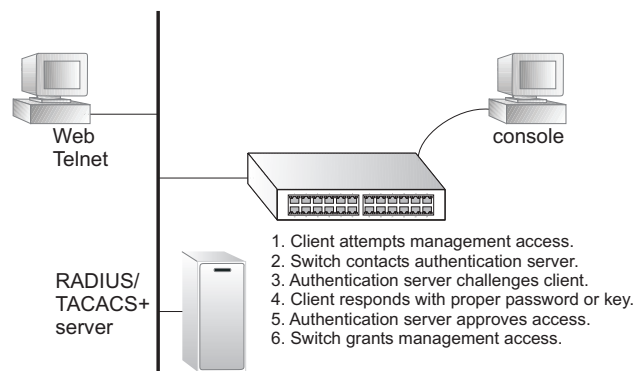 Web
Telnet
console
RADIUS/
TACACS+
server
1. Client attempts management access.
2. Switch contacts authentication server.
3. Authentication server challenges client.
4. Client responds with proper password or key.
5. Authentication server approves access.
6. Switch grants management access.